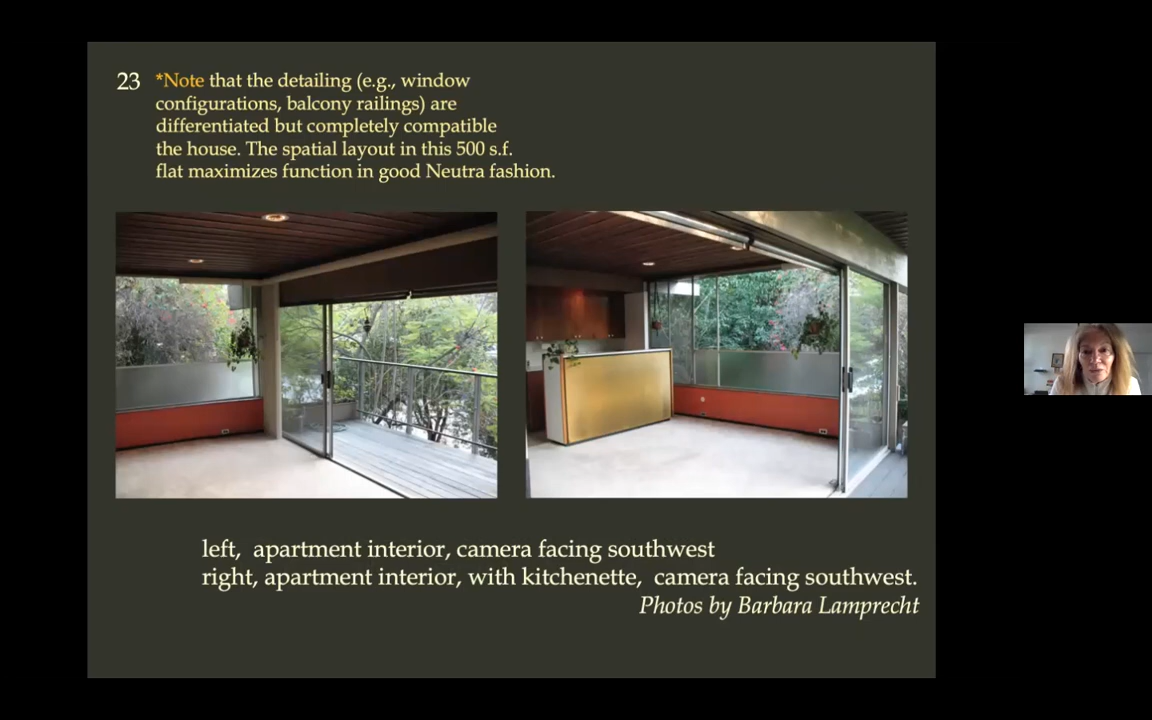 23 *Note that the detailing (e.g., window
configurations, balcony railings) are
differentiated but completely compatible
the house. The spatial layout in this 500 s.f.
flat maximizes function in good Neutra fashion.
left, apartment interior, camera facing southwest
right, apartment interior, with kitchenette, camera facing southwest.
Photos by Barbara Lamprecht